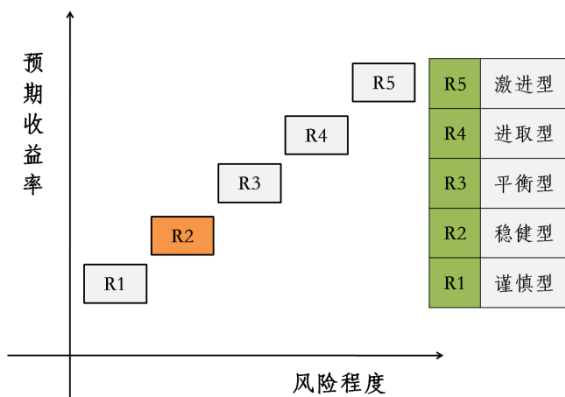 预期收益率
R5
R4
R3
R2
R1
风险程度
R5 激进型
R4 进取型
R3 平衡型
R2 稳健型
R1 谨慎型